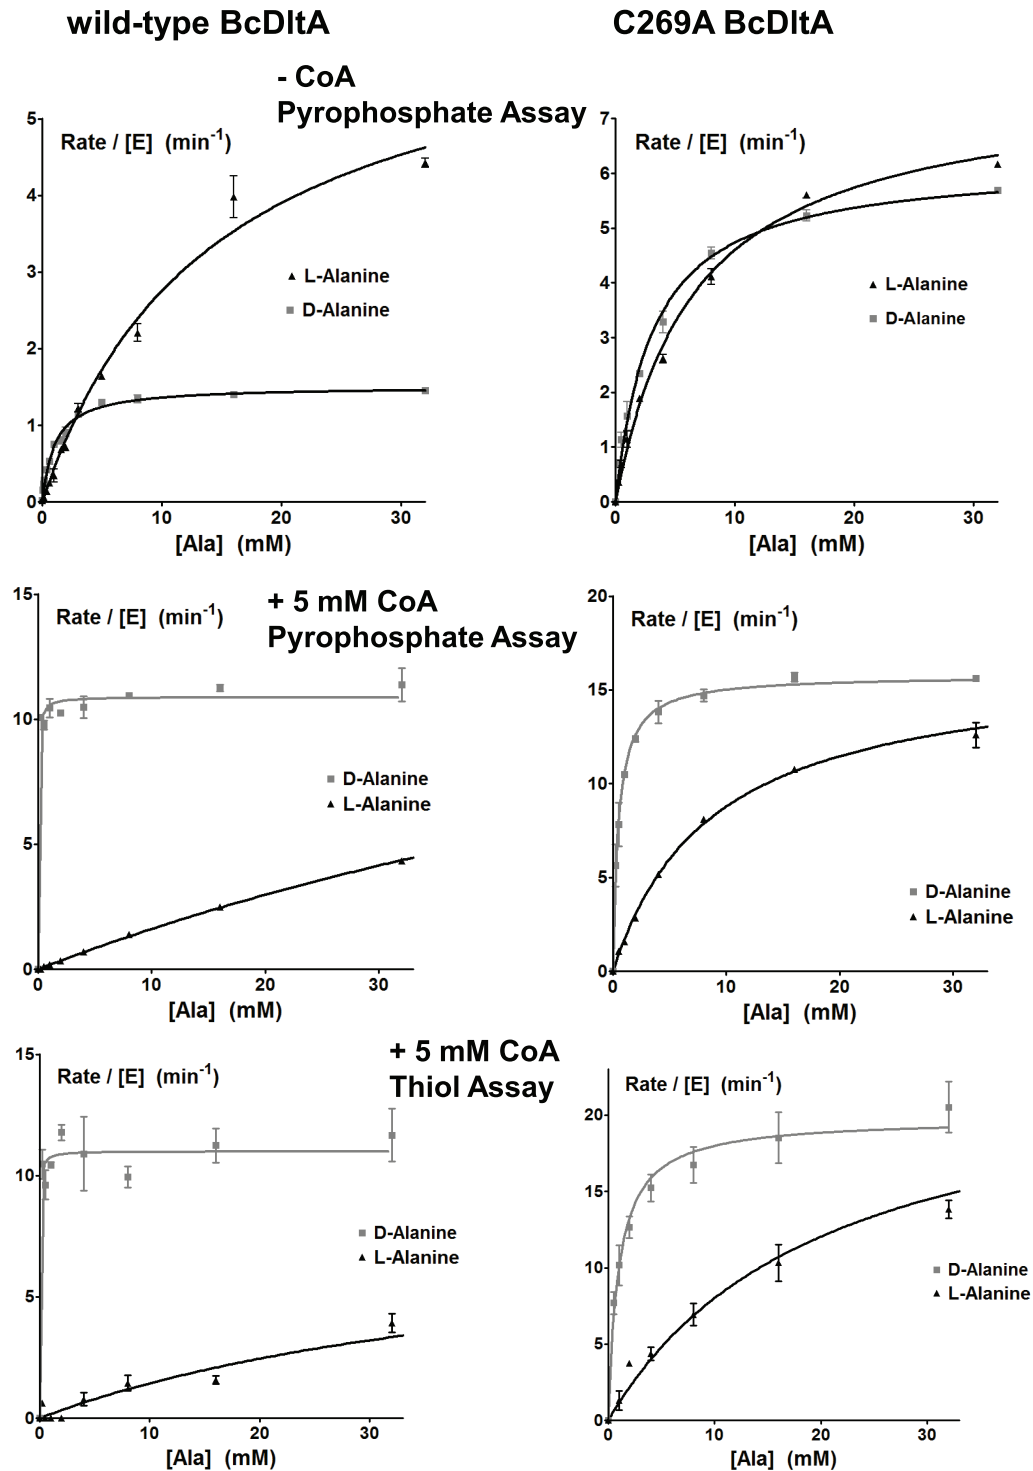 wild-type BcDltA
C269A BcDltA
- CoA
Pyrophosphate Assay
5
4
3
2
1
0
Rate / [E] (min-1)
L-Alanine
D-Alanine
0 10 20 30
[Ala] (mM)
7
6
5
4
3
2
1
0
Rate / [E] (min-1)
L-Alanine
D-Alanine
0 10 20 30
[Ala] (mM)
+ 5 mM CoA
Pyrophosphate Assay
15
10
5
0
Rate / [E] (min-1)
D-Alanine
L-Alanine
0 10 20 30
[Ala] (mM)
20
15
10
5
0
Rate / [E] (min-1)
D-Alanine
L-Alanine
0 10 20 30
[Ala] (mM)
+ 5 mM CoA
Thiol Assay
15
10
5
0
Rate / [E] (min-1)
D-Alanine
L-Alanine
0 10 20 30
[Ala] (mM)
20
15
10
5
0
Rate / [E] (min-1)
D-Alanine
L-Alanine
0 10 20 30
[Ala] (mM)